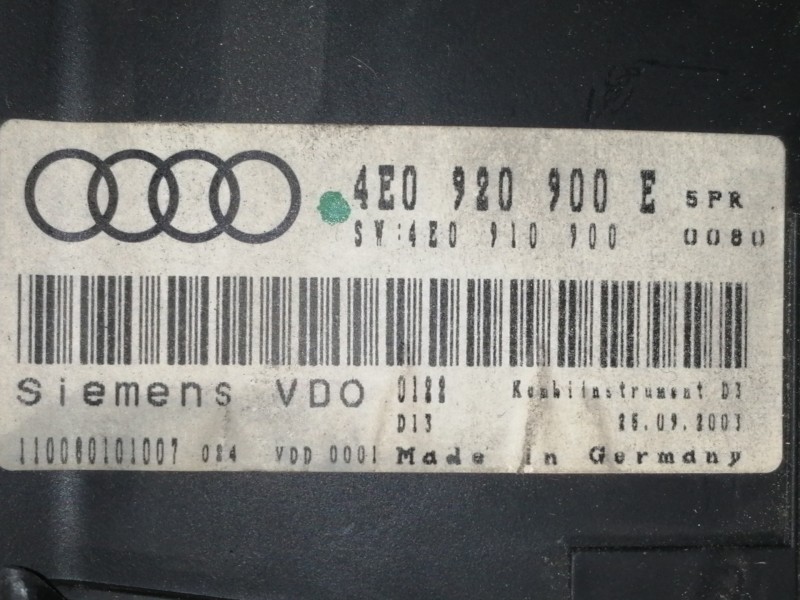 4E0 920 900 E 5PR
SW:4E0 910 900 0080
Siemens VDO 0122 Kombiinstrument D3
D13 26.09.2003
110080101007 024 VDD 0001 Made in Germany